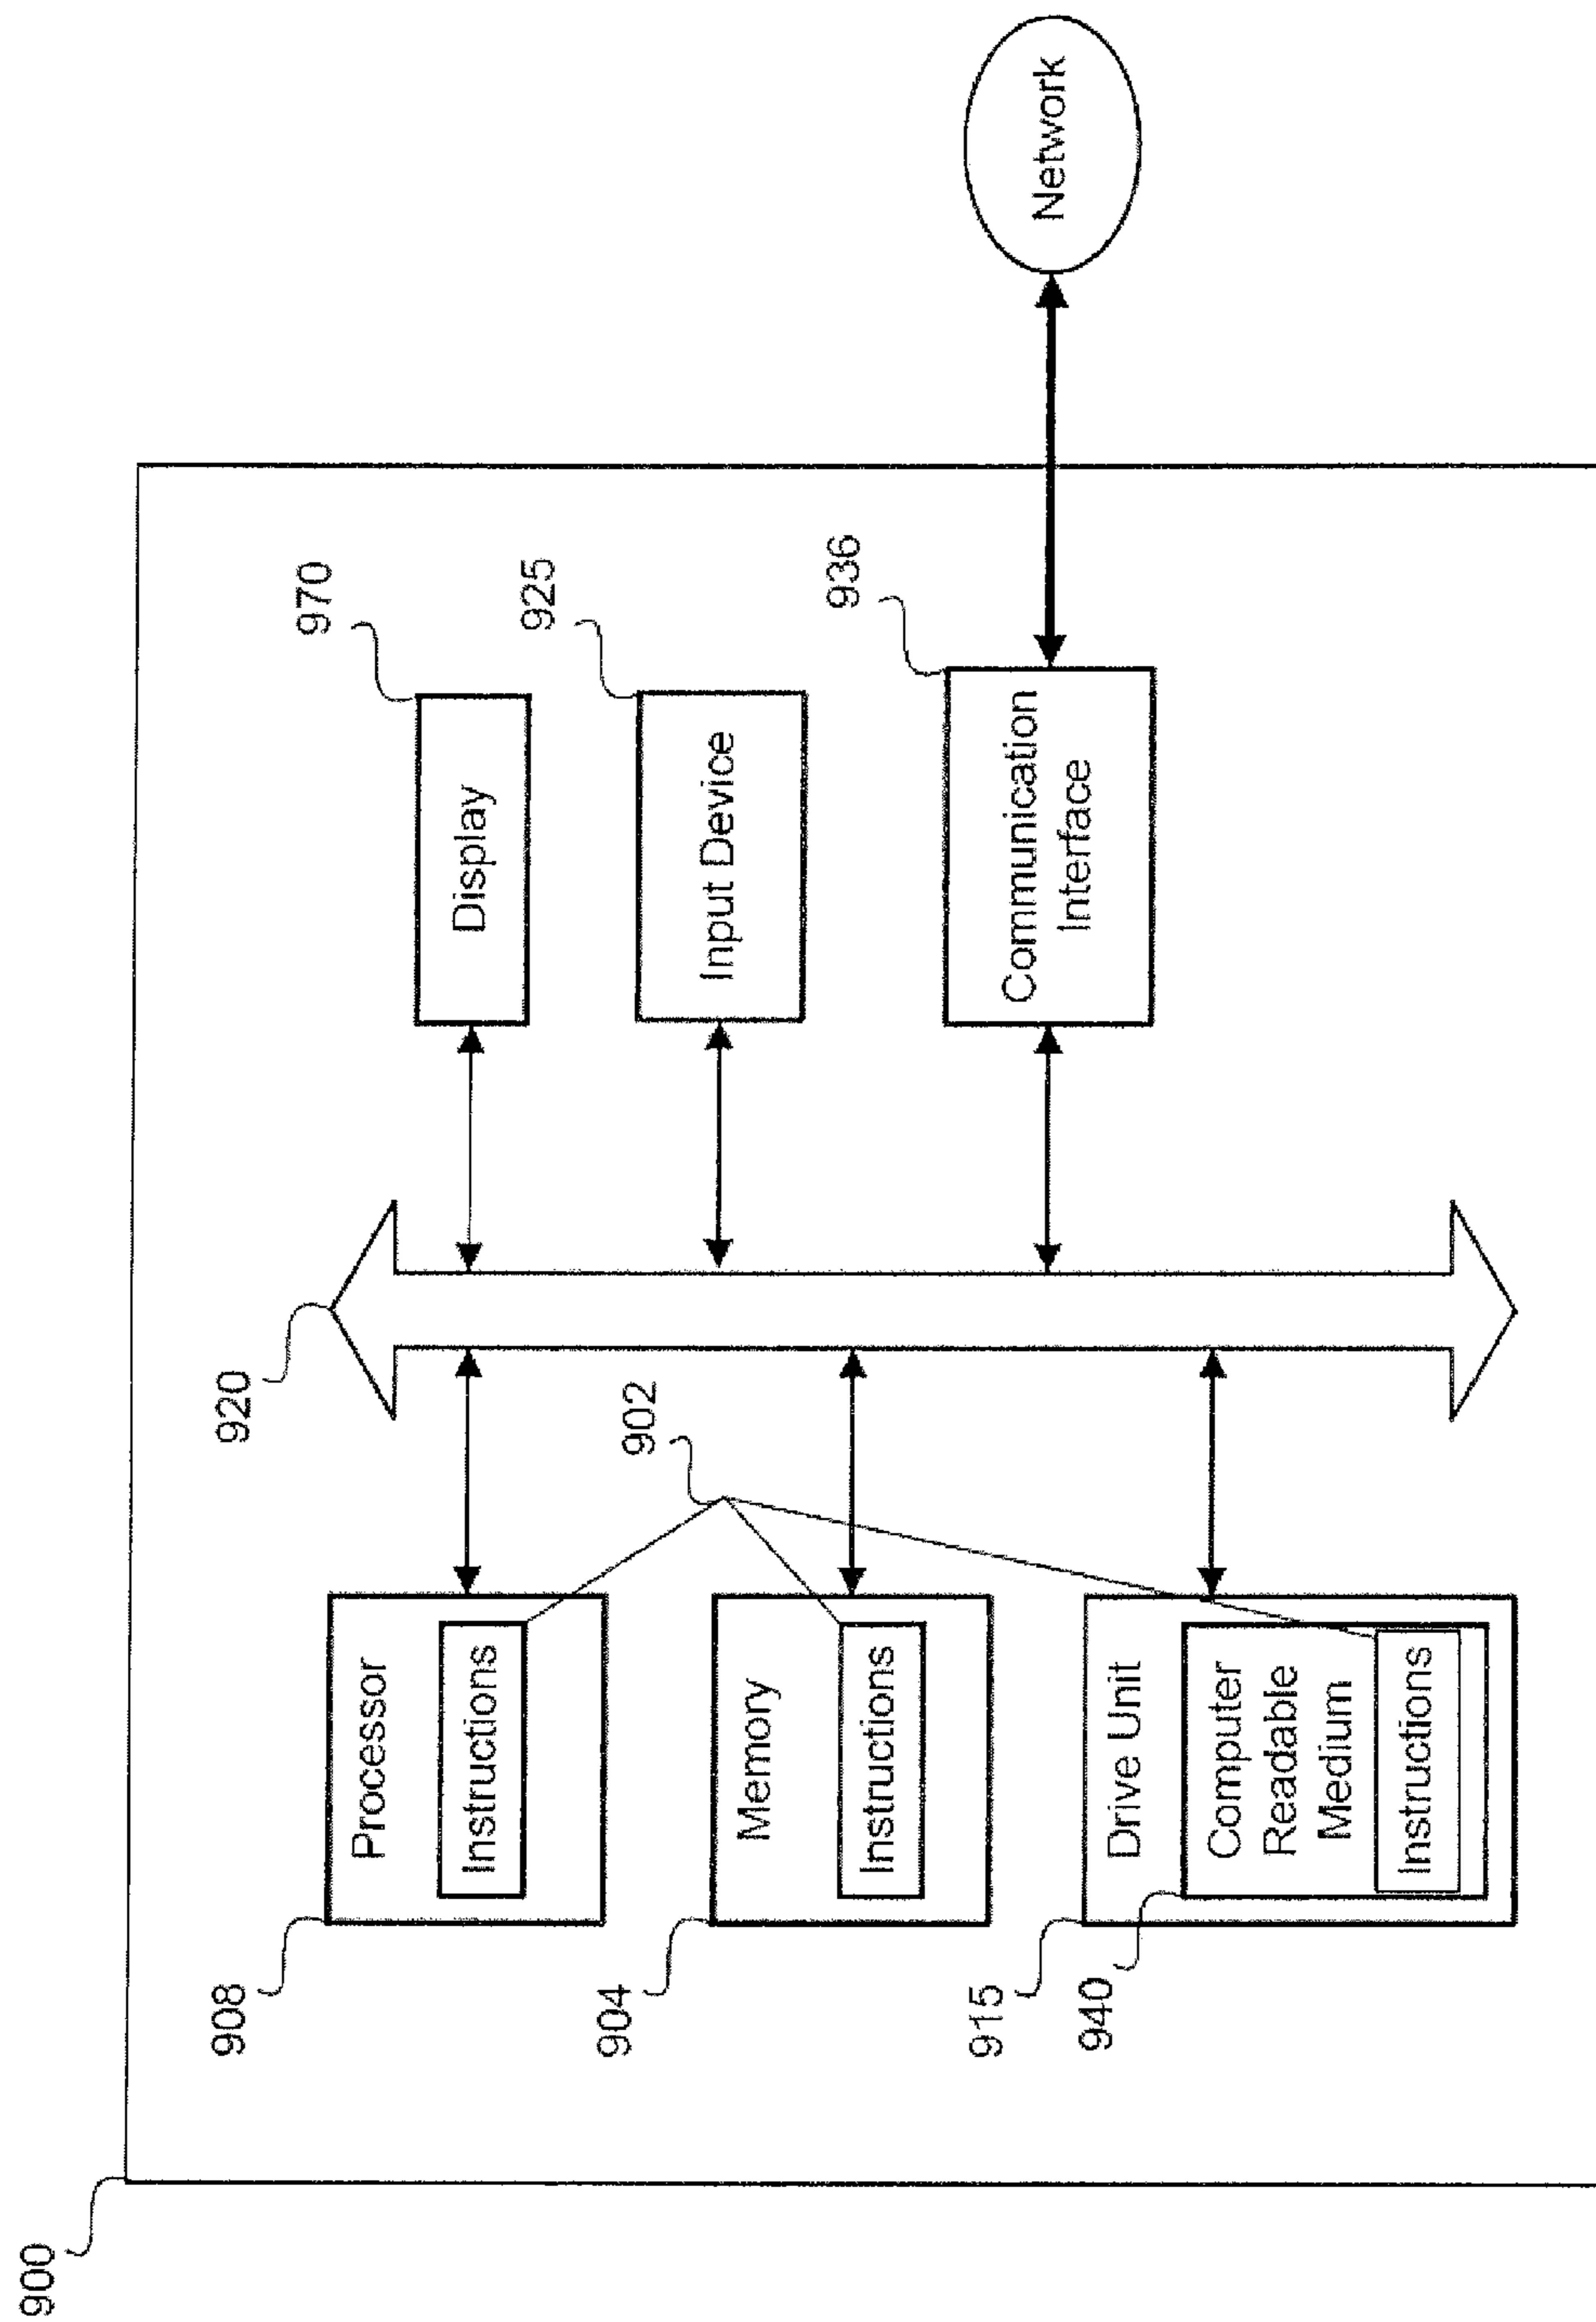 900
908
Processor
Instructions
904
Memory
Instructions
915
940
Drive Unit
Computer
Readable
Medium
Instructions
902
920
970
Display
925
Input Device
936
Communication
Interface
Network